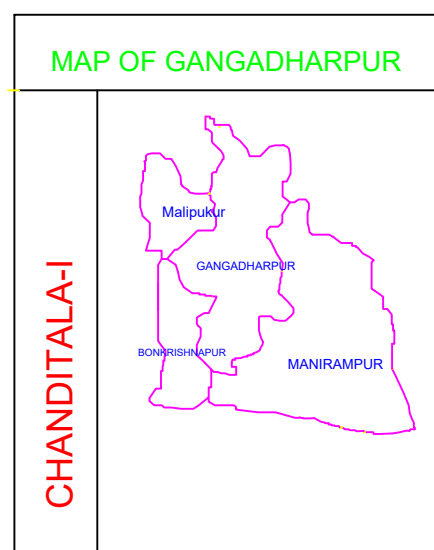 MAP OF GANGADHARPUR
CHANDITALA-I
Malipukur
GANGADHARPUR
BONKRISHNAPUR
MANIRAMPUR